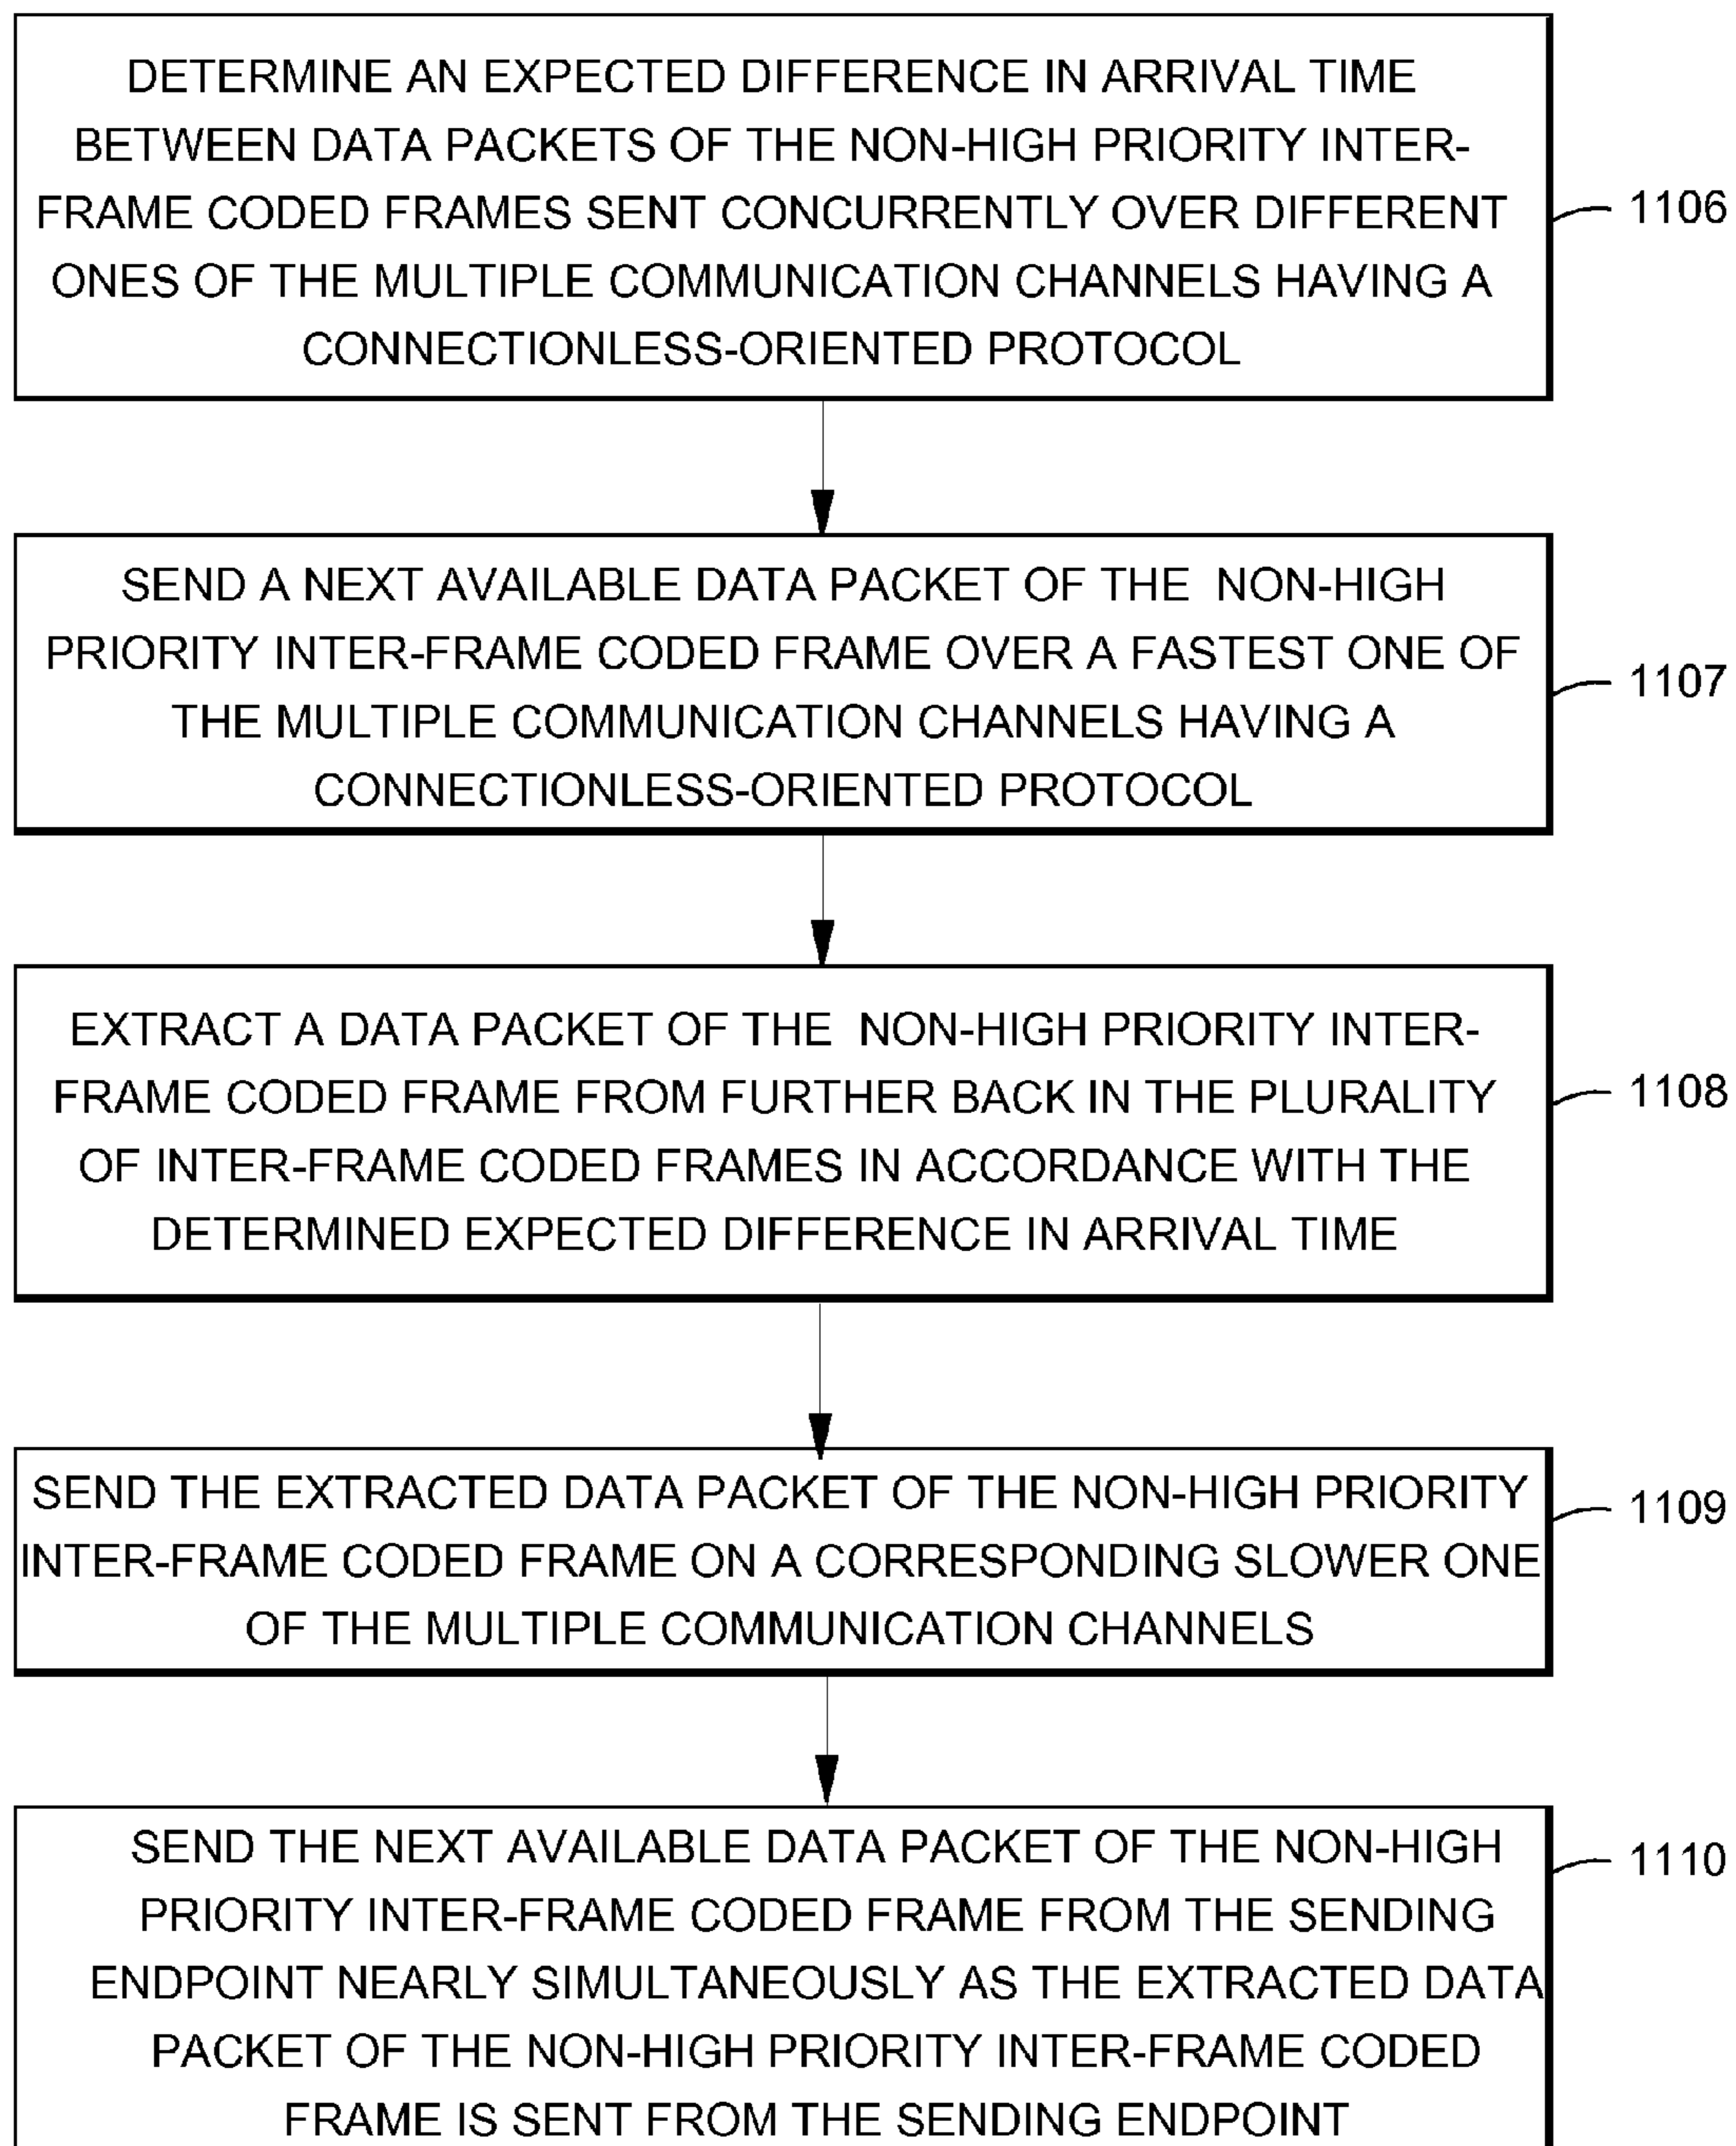 DETERMINE AN EXPECTED DIFFERENCE IN ARRIVAL TIME
BETWEEN DATA PACKETS OF THE NON-HIGH PRIORITY INTER-
FRAME CODED FRAMES SENT CONCURRENTLY OVER DIFFERENT
ONES OF THE MULTIPLE COMMUNICATION CHANNELS HAVING A
CONNECTIONLESS-ORIENTED PROTOCOL
1106
SEND A NEXT AVAILABLE DATA PACKET OF THE NON-HIGH
PRIORITY INTER-FRAME CODED FRAME OVER A FASTEST ONE OF
THE MULTIPLE COMMUNICATION CHANNELS HAVING A
CONNECTIONLESS-ORIENTED PROTOCOL
1107
EXTRACT A DATA PACKET OF THE NON-HIGH PRIORITY INTER-
FRAME CODED FRAME FROM FURTHER BACK IN THE PLURALITY
OF INTER-FRAME CODED FRAMES IN ACCORDANCE WITH THE
DETERMINED EXPECTED DIFFERENCE IN ARRIVAL TIME
1108
SEND THE EXTRACTED DATA PACKET OF THE NON-HIGH PRIORITY
INTER-FRAME CODED FRAME ON A CORRESPONDING SLOWER ONE
OF THE MULTIPLE COMMUNICATION CHANNELS
1109
SEND THE NEXT AVAILABLE DATA PACKET OF THE NON-HIGH
PRIORITY INTER-FRAME CODED FRAME FROM THE SENDING
ENDPOINT NEARLY SIMULTANEOUSLY AS THE EXTRACTED DATA
PACKET OF THE NON-HIGH PRIORITY INTER-FRAME CODED
FRAME IS SENT FROM THE SENDING ENDPOINT
1110